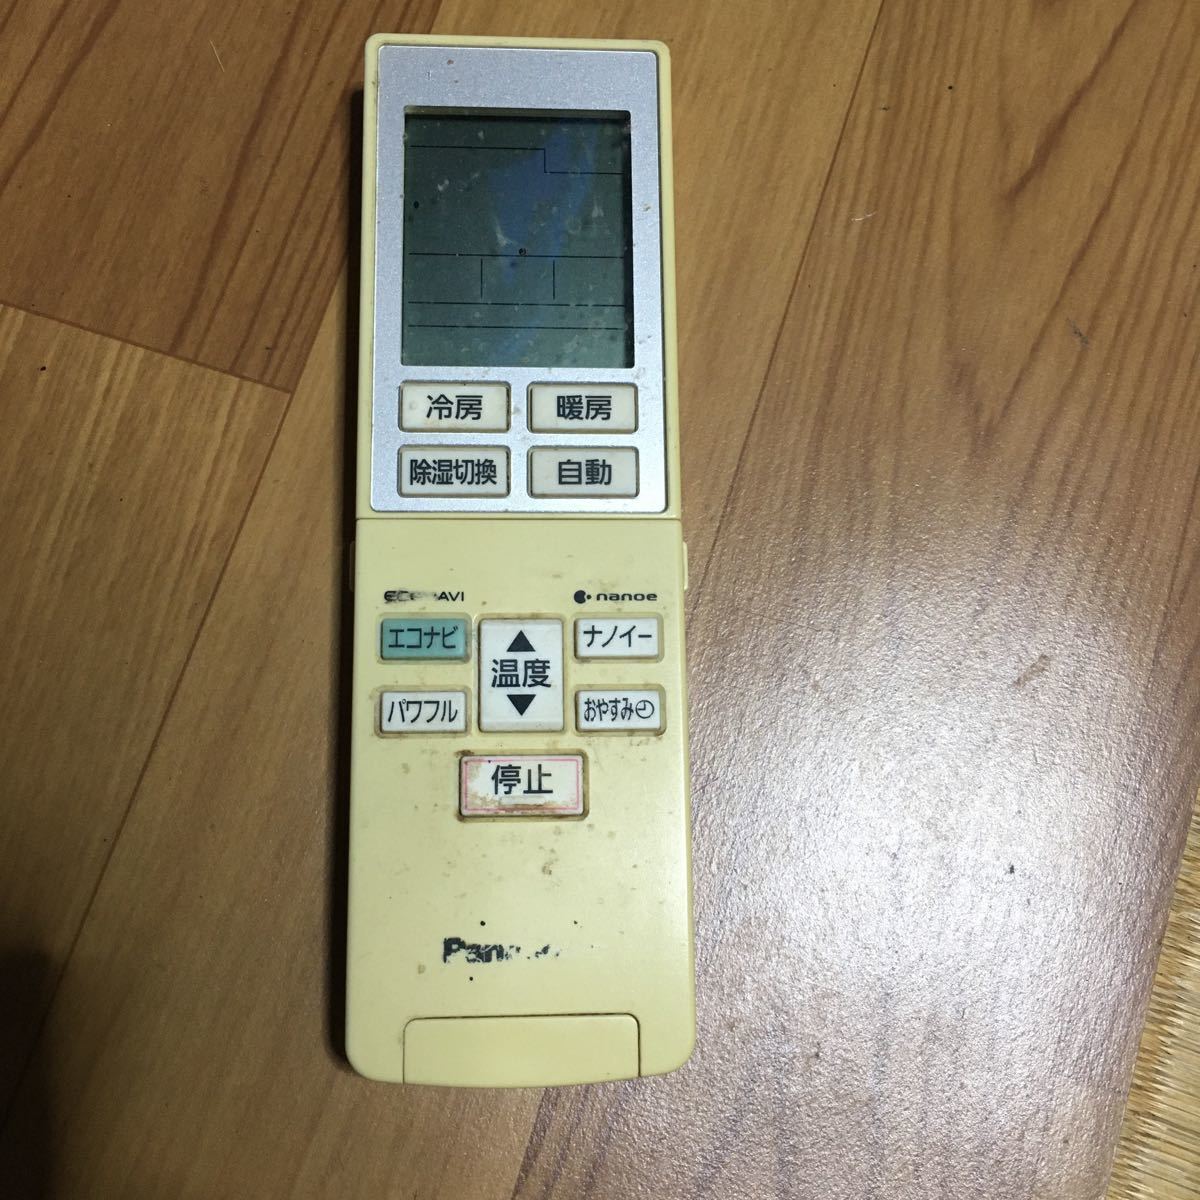 冷房 暖房
除湿切換 自動
nanoe
エコナビ ▲ ナノイー
温度
パワフル ▼ おやすみ
停止